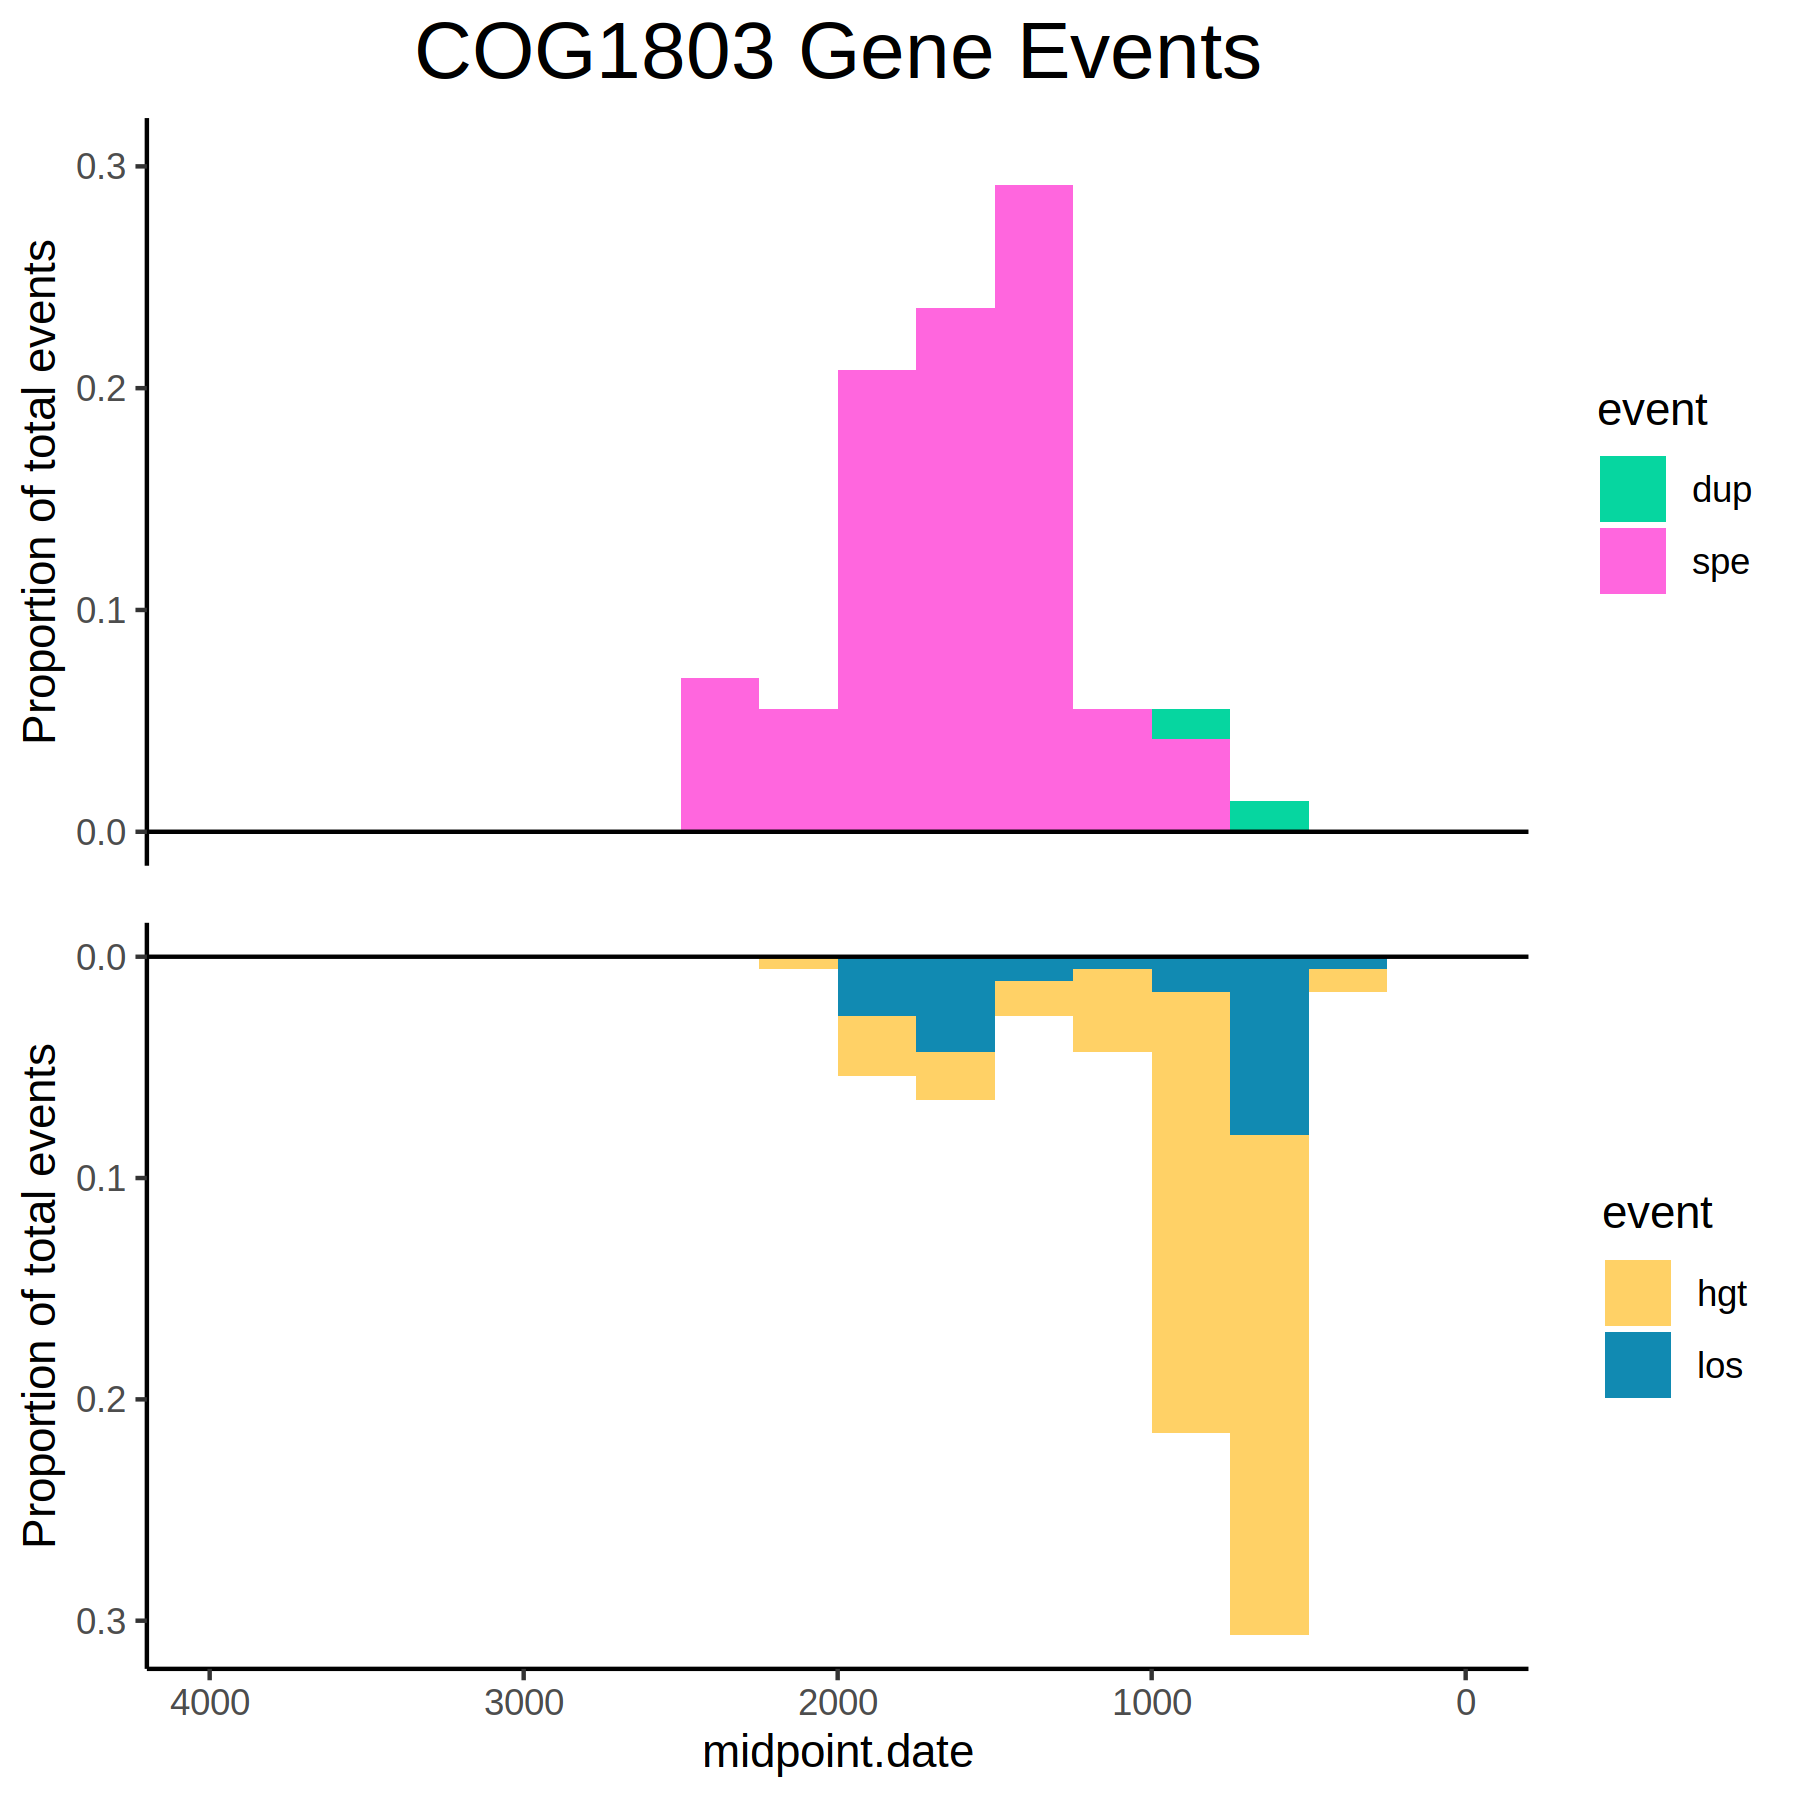 COG1803 Gene Events
Proportion of total events
0.3
0.2
0.1
0.0
event
dup
spe
Proportion of total events
0.0
0.1
0.2
0.3
event
hgt
los
4000 3000 2000 1000 0
midpoint.date